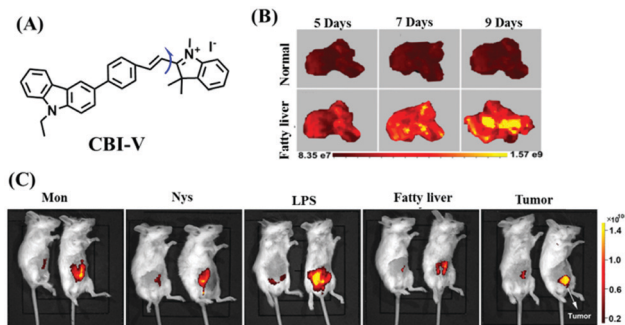 (A)
N+ I-
N
CBI-V
(B)
5 Days 7 Days 9 Days
Normal
Fatty liver
8.35 e7 1.57 e9
(C)
Mon Nys LPS Fatty liver Tumor
×10¹⁰
1.4
1.0
0.6
0.2
Tumor